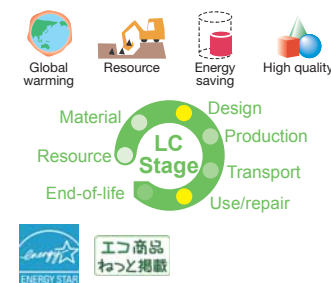 Global
warming
Resource
Energy
saving
High quality
Material
Design
Production
Resource
LC
Stage
Transport
End-of-life
Use/repair
energy
ENERGY STAR
エコ商品
ねっと掲載